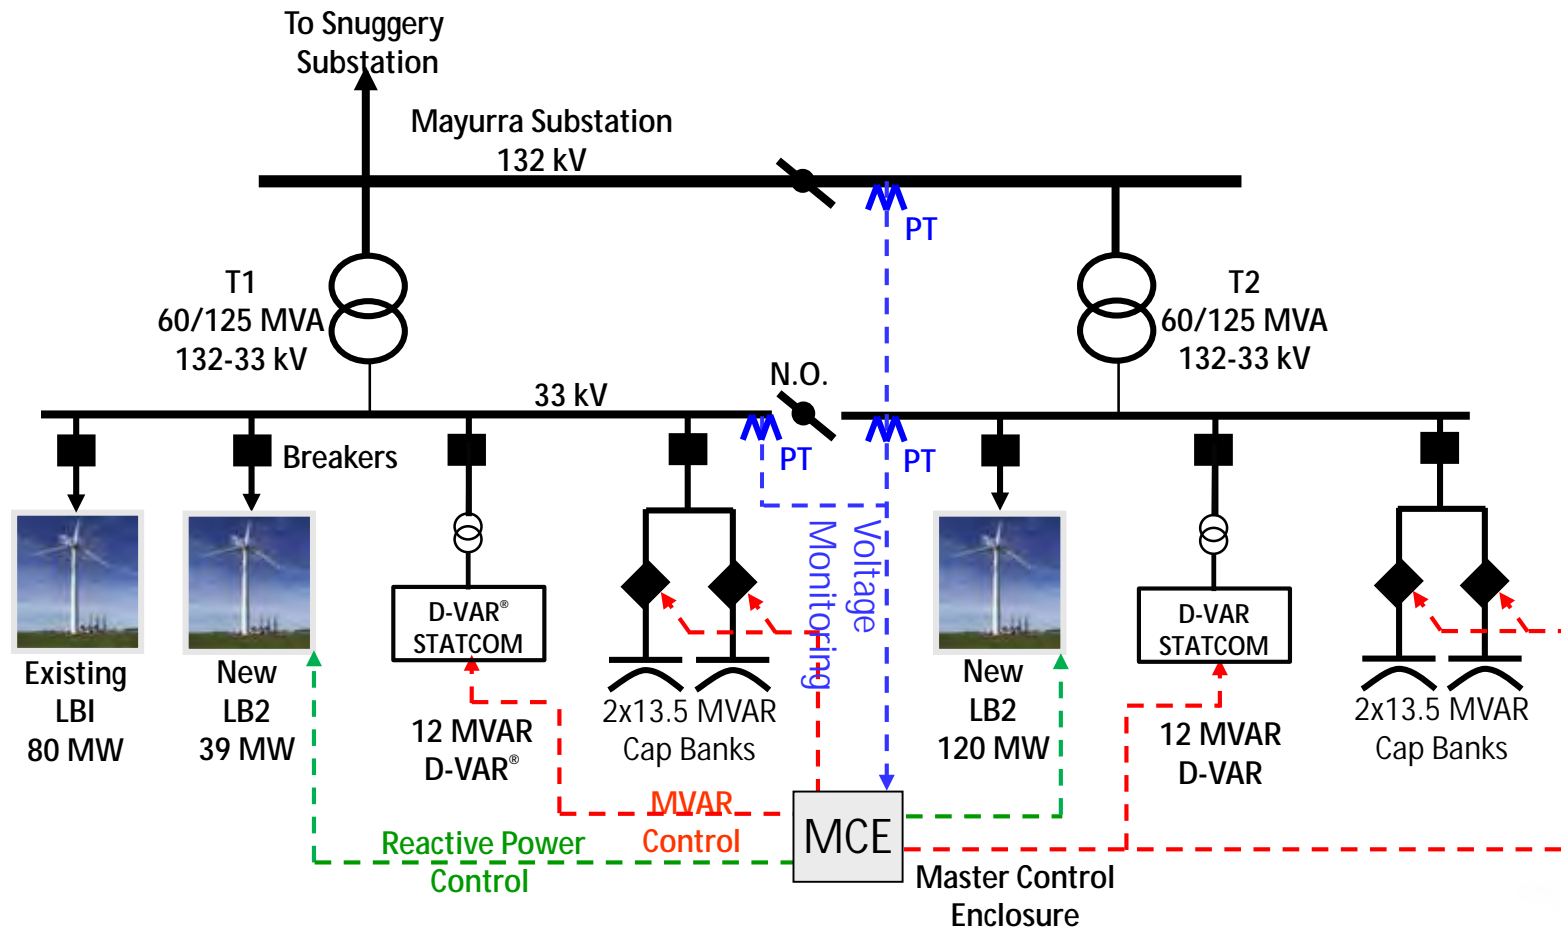 To Snuggery
Substation
Mayurra Substation
132 kV
PT
T1
60/125 MVA
132-33 kV
T2
60/125 MVA
132-33 kV
N.O.
33 kV
Breakers
PT
PT
Voltage
Monitoring
D-VAR®
STATCOM
D-VAR
STATCOM
Existing
LBI
80 MW
New
LB2
39 MW
12 MVAR
D-VAR®
2x13.5 MVAR
Cap Banks
New
LB2
120 MW
12 MVAR
D-VAR
2x13.5 MVAR
Cap Banks
MVAR
Control
Reactive Power
Control
MCE
Master Control
Enclosure